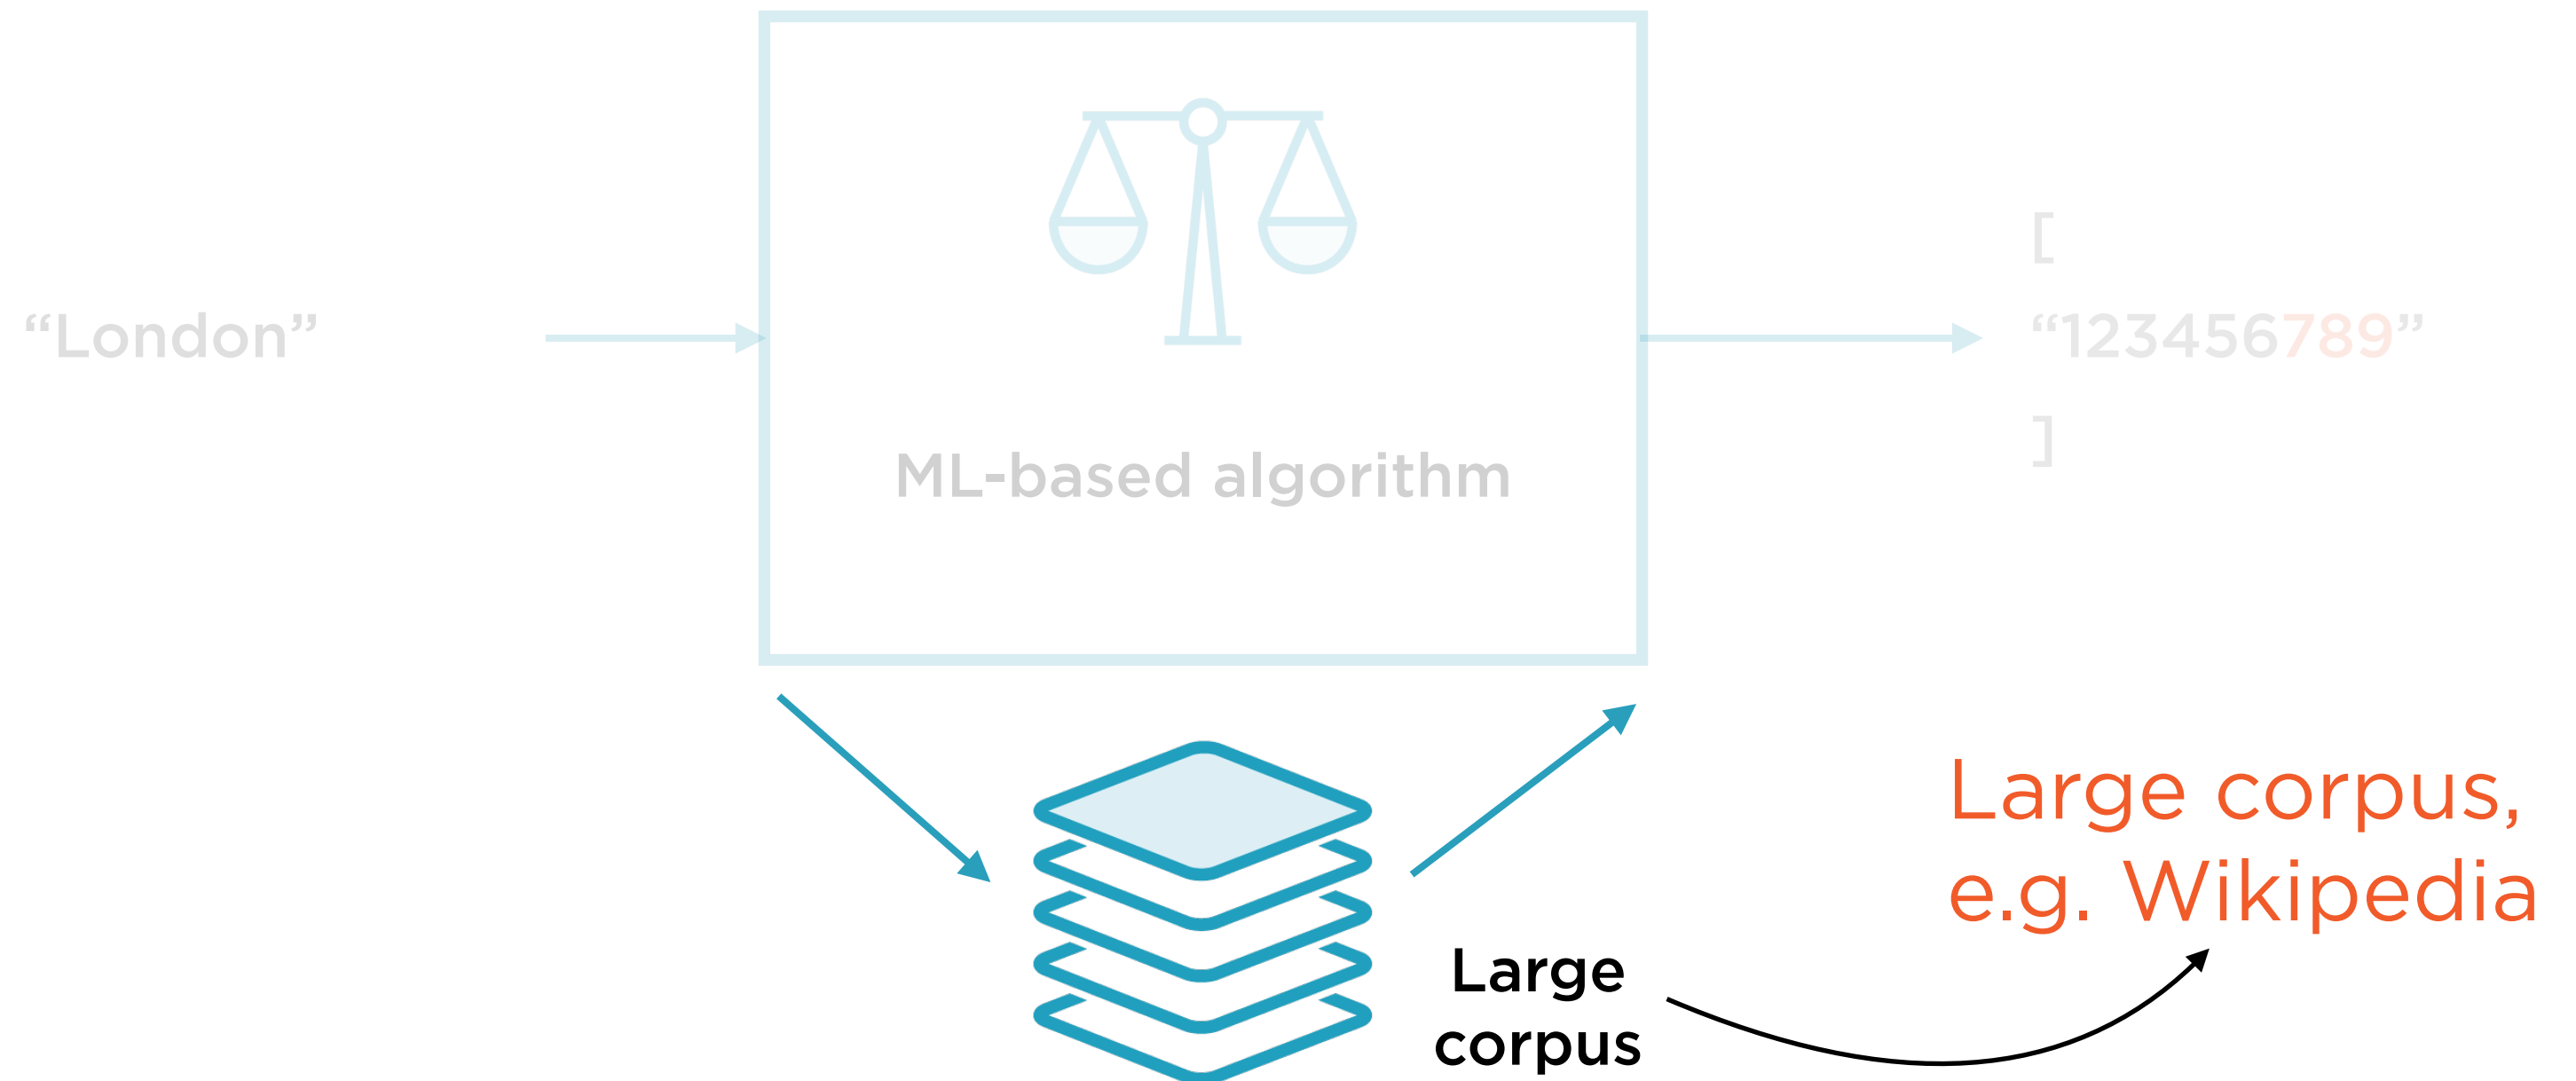 “London”
ML-based algorithm
[
“123456789”
]
Large
corpus
Large corpus,
e.g. Wikipedia